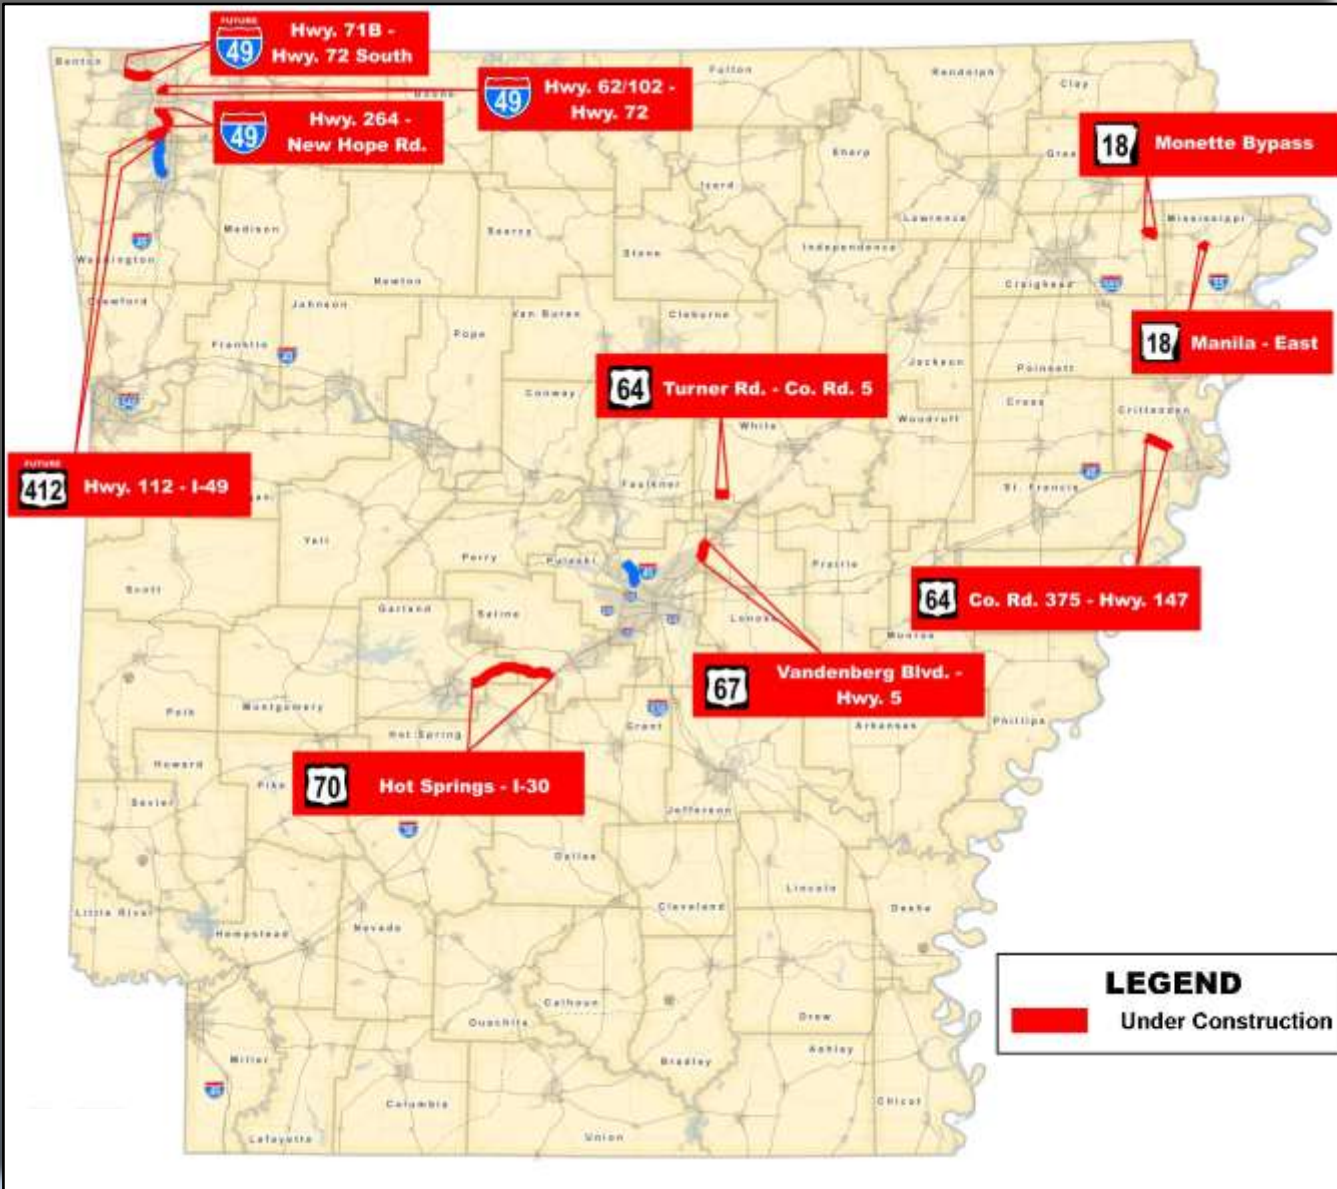 FUTURE
49
Hwy. 71B -
Hwy. 72 South
Benton
49
Hwy. 62/102 -
Hwy. 72
Boone
Fulton
Randolph
Clay
49
Hwy. 264 -
New Hope Rd.
18
Monette Bypass
Sharp
Izard
Lawrence
Mississippi
Madison
Searcy
Stone
Independence
Washington
Newton
Craighead
Crawford
Johnson
Van Buren
Cleburne
Pope
Franklin
18
Manila - East
Jackson
Poinsett
64
Turner Rd. - Co. Rd. 5
Conway
White
Woodruff
Cross
Crittenden
FUTURE
412
Hwy. 112 - I-49
Faulkner
St. Francis
Yell
Perry
Pulaski
Prairie
Scott
Garland
Saline
Lonoke
64
Co. Rd. 375 - Hwy. 147
Monroe
67
Vandenberg Blvd. -
Hwy. 5
Polk
Montgomery
Hot Spring
Grant
Arkansas
Phillips
Howard
Pike
70
Hot Springs - I-30
Sevier
Jefferson
Dallas
Lincoln
Desha
Little River
Hempstead
Nevada
Cleveland
LEGEND
Under Construction
Calhoun
Ouachita
Drew
Miller
Bradley
Ashley
Columbia
Chicot
Lafayette
Union